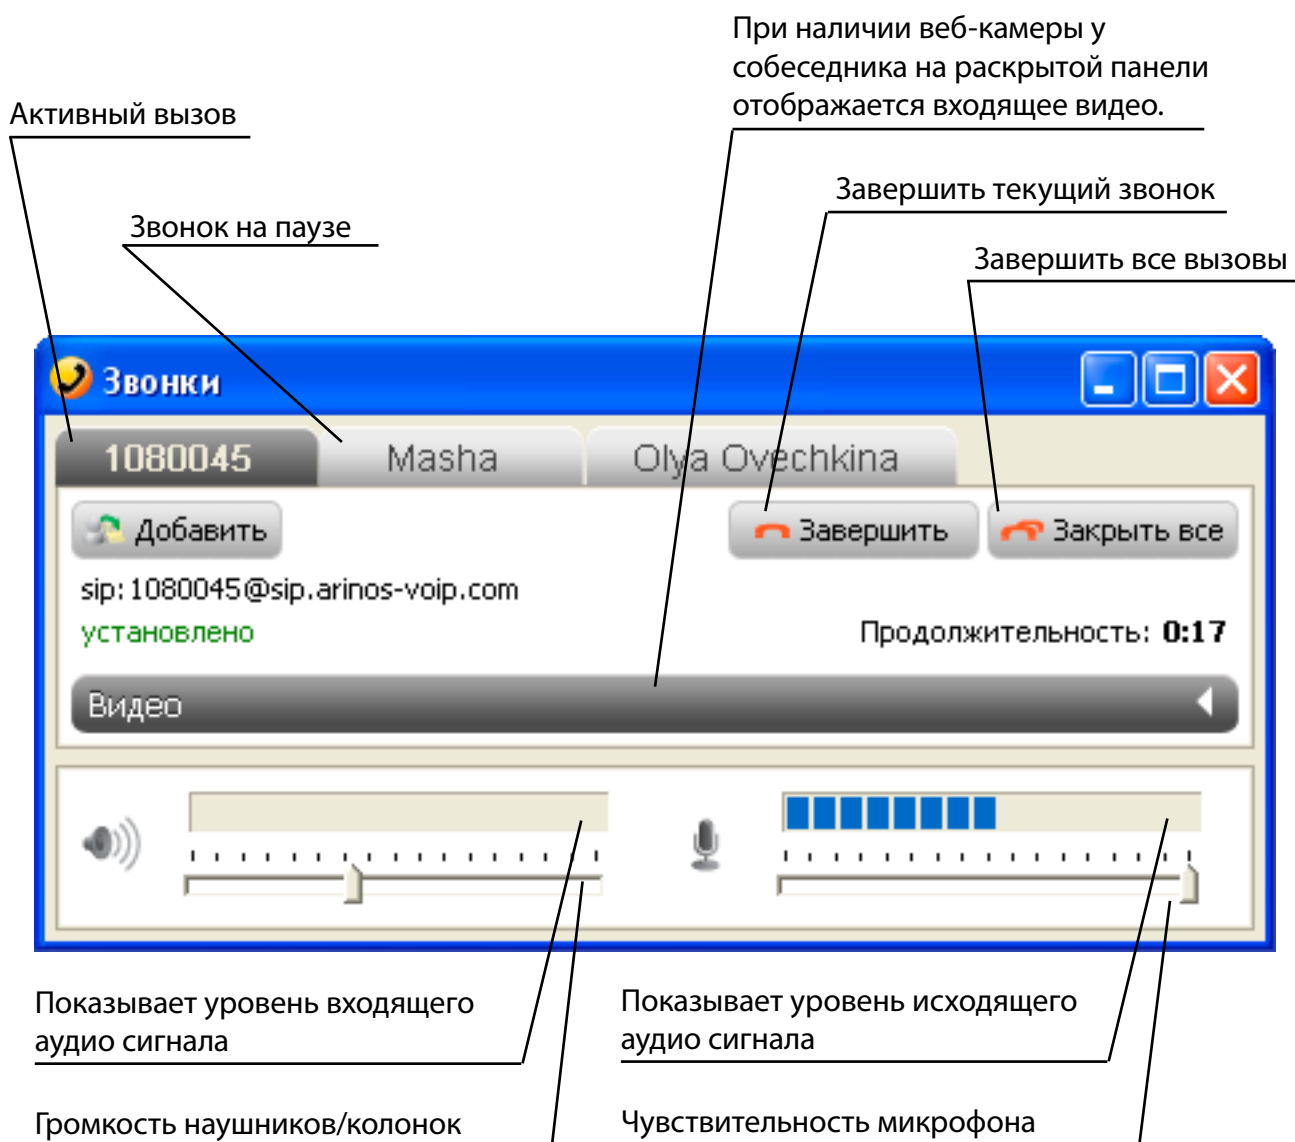 При наличии веб-камеры у
собеседника на раскрытой панели
отображается входящее видео.
Активный вызов
Завершить текущий звонок
Звонок на паузе
Завершить все вызовы
Звонки
1080045 Masha Olya Ovechkina
Добавить Завершить Закрыть все
sip:1080045@sip.arinos-voip.com
установлено Продолжительность: 0:17
Видео
Показывает уровень входящего
аудио сигнала
Показывает уровень исходящего
аудио сигнала
Громкость наушников/колонок
Чувствительность микрофона